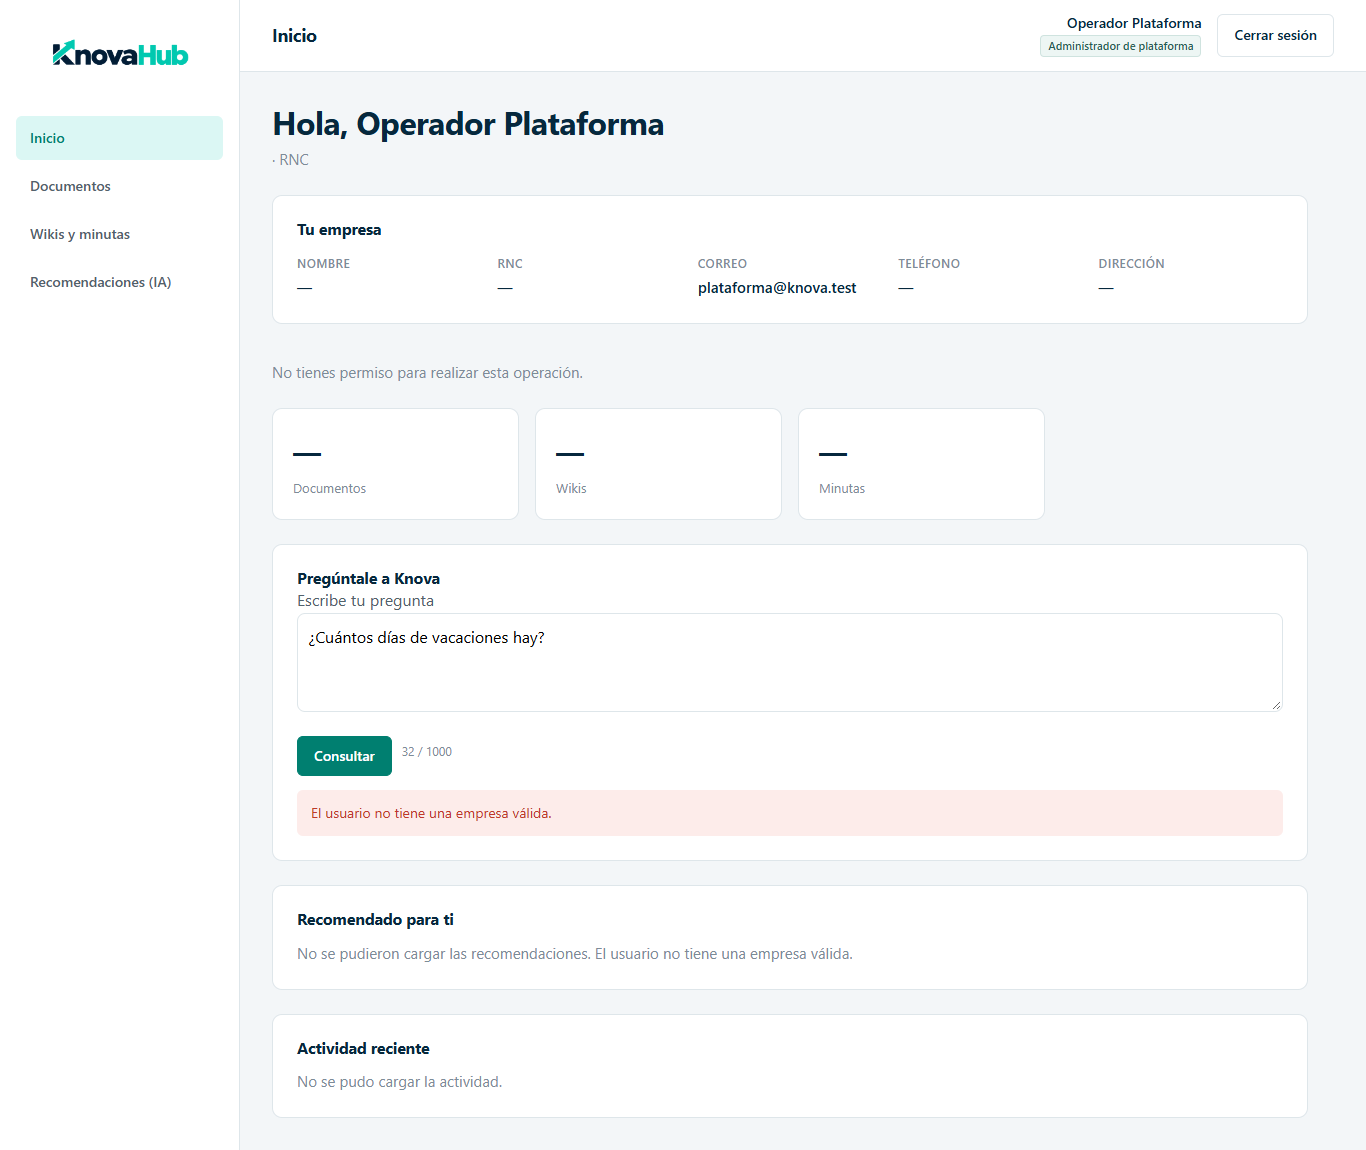 KnovaHub
Inicio
Documentos
Wikis y minutas
Recomendaciones (IA)
Inicio
Operador Plataforma
Administrador de plataforma
Cerrar sesión
Hola, Operador Plataforma
· RNC
Tu empresa
NOMBRE
—
RNC
—
CORREO
plataforma@knova.test
TELÉFONO
—
DIRECCIÓN
—
No tienes permiso para realizar esta operación.
—
Documentos
—
Wikis
—
Minutas
Pregúntale a Knova
Escribe tu pregunta
¿Cuántos días de vacaciones hay?
Consultar
32 / 1000
El usuario no tiene una empresa válida.
Recomendado para ti
No se pudieron cargar las recomendaciones. El usuario no tiene una empresa válida.
Actividad reciente
No se pudo cargar la actividad.